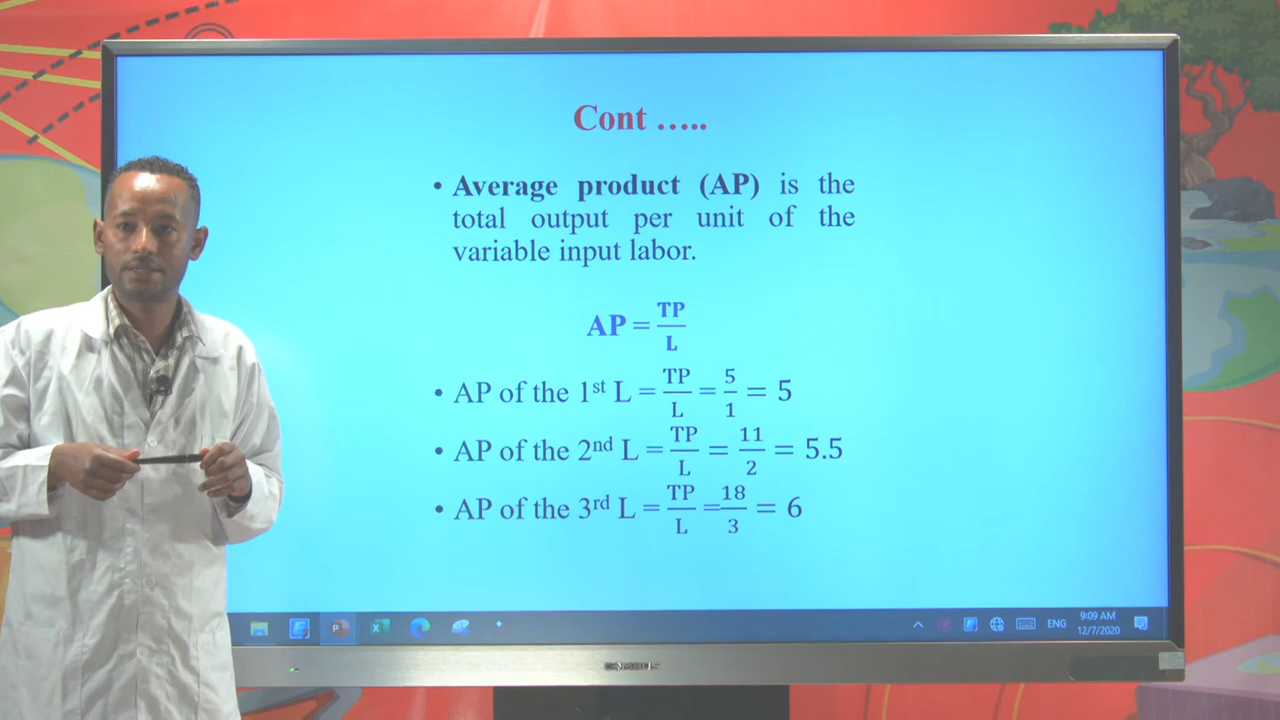 Cont …..
• Average product (AP) is the
total output per unit of the
variable input labor.
AP = TP/L
• AP of the 1st L = TP/L = 5/1 = 5
• AP of the 2nd L = TP/L = 11/2 = 5.5
• AP of the 3rd L = TP/L = 18/3 = 6
ENG
9:09 AM
12/7/2020